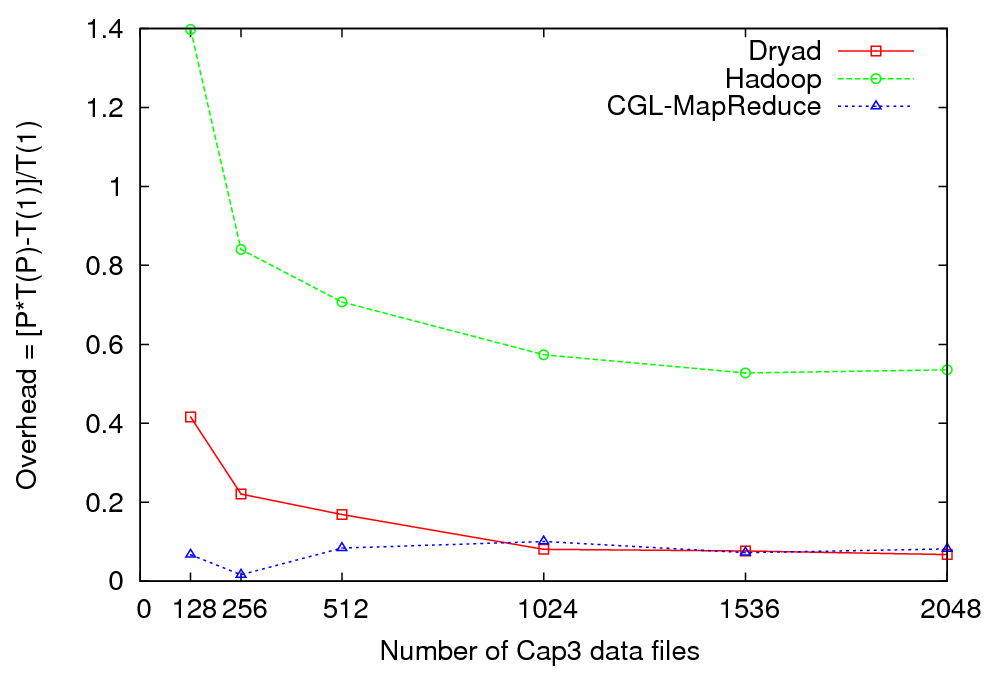 Overhead = [P*T(P)-T(1)]/T(1)
1.4
1.2
1
0.8
0.6
0.4
0.2
0
Dryad
Hadoop
CGL-MapReduce
0 128 256 512 1024 1536 2048
Number of Cap3 data files